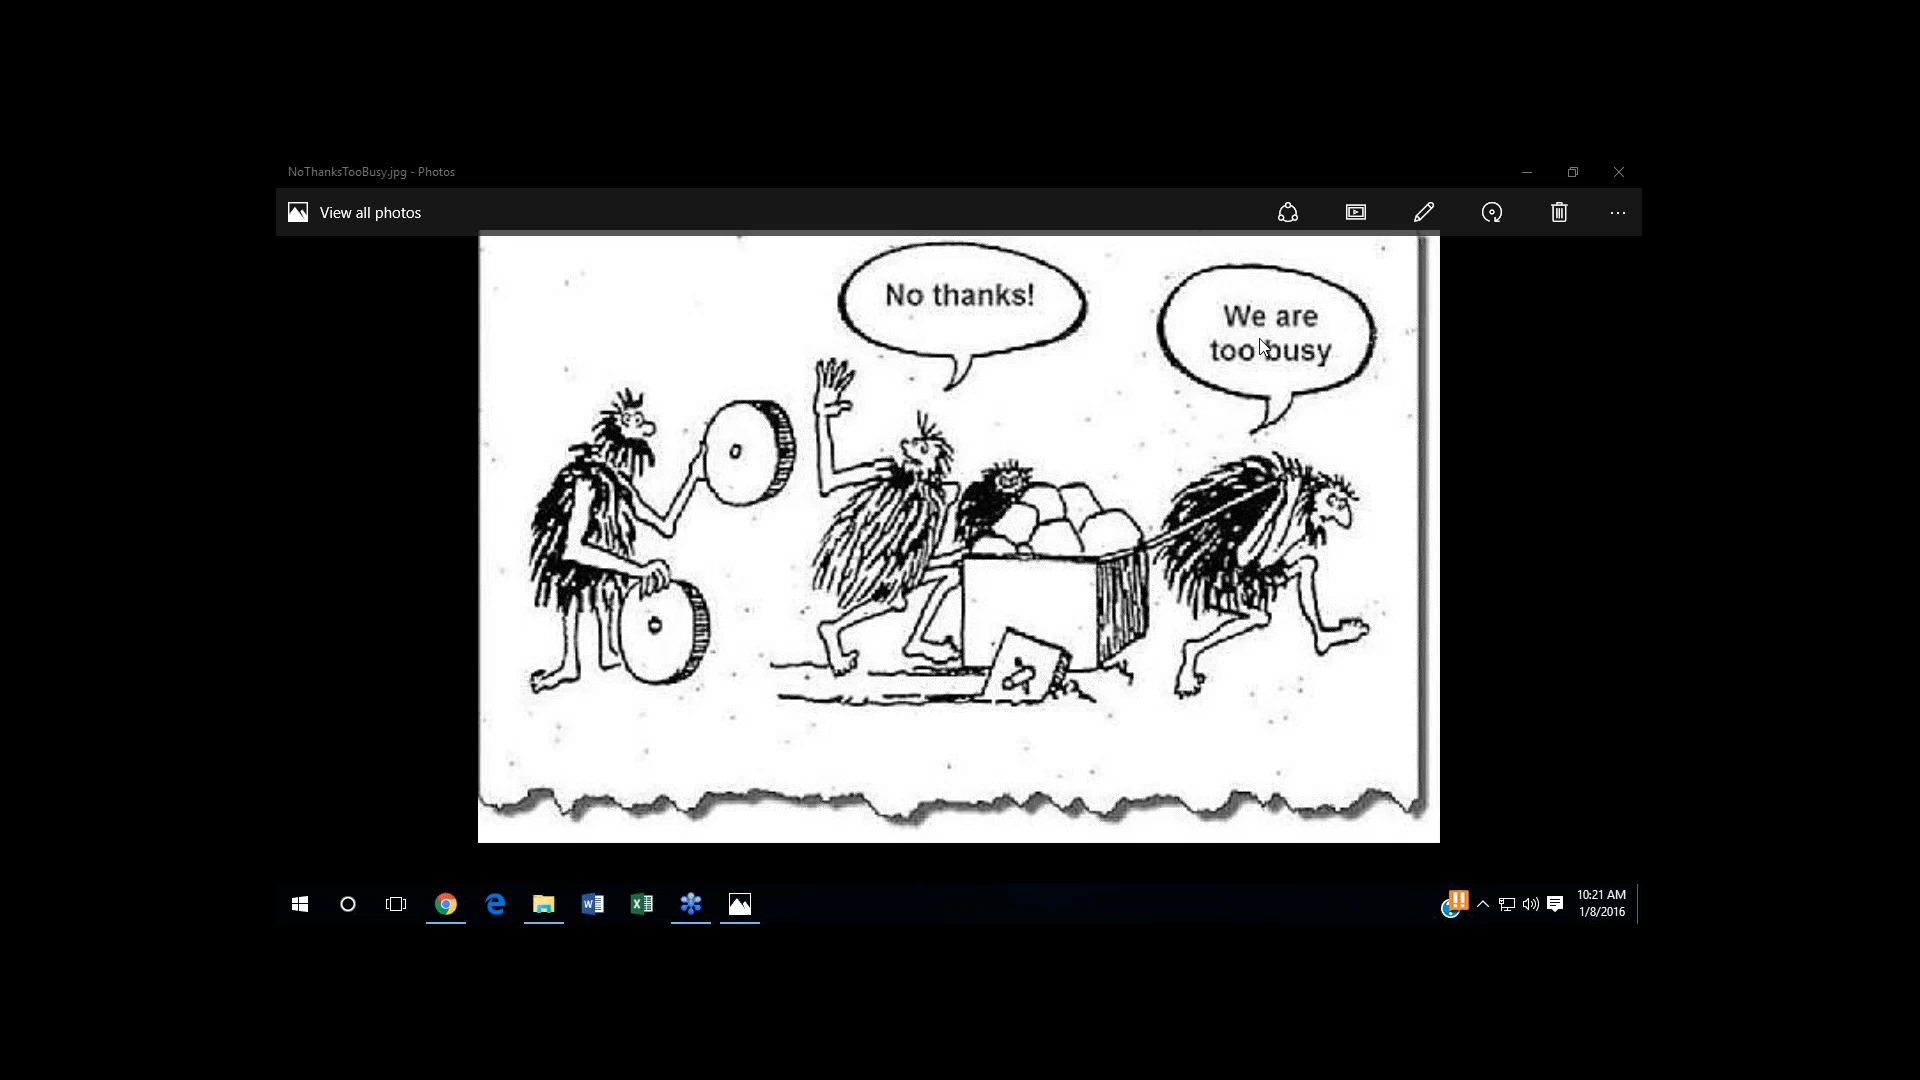 NoThanksTooBusy.jpg - Photos
View all photos
No thanks!
We are
too busy
10:21 AM
1/8/2016